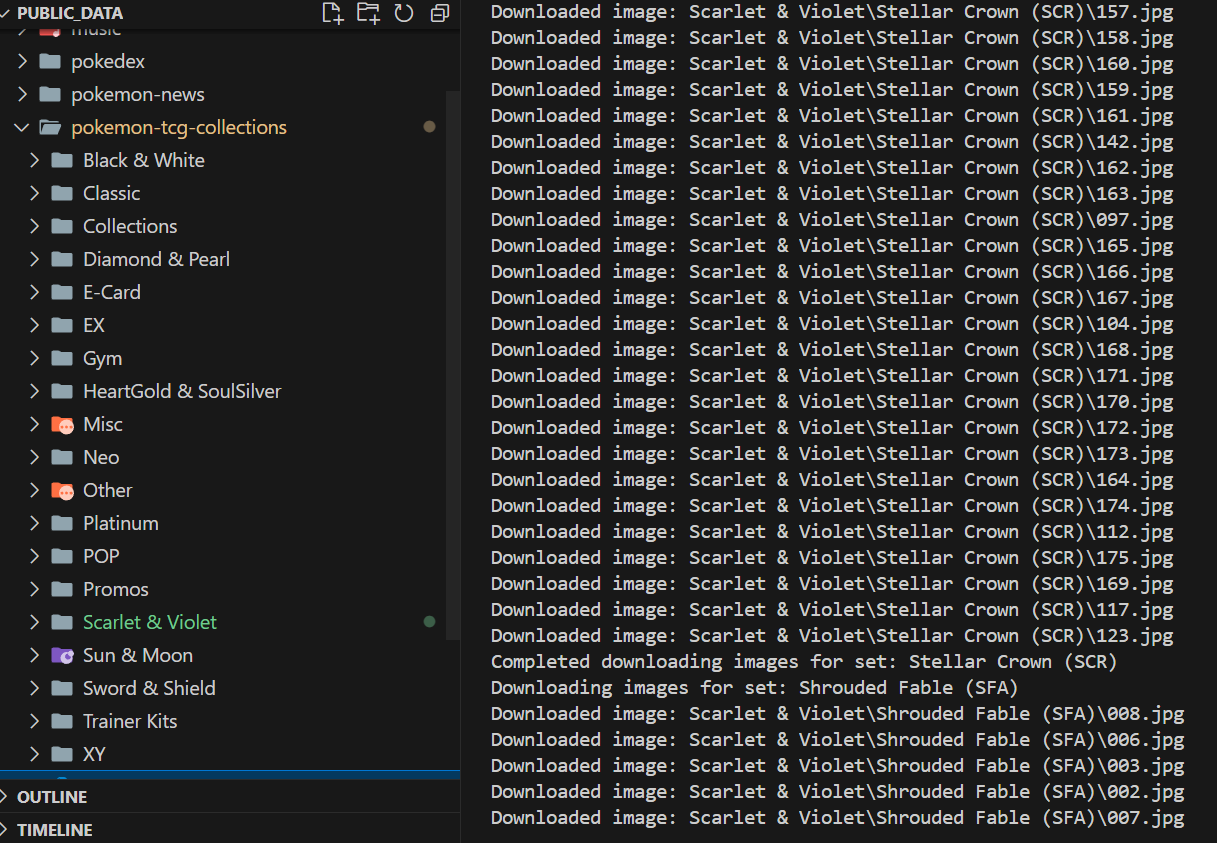 PUBLIC_DATA
music
pokedex
pokemon-news
pokemon-tcg-collections
Black & White
Classic
Collections
Diamond & Pearl
E-Card
EX
Gym
HeartGold & SoulSilver
Misc
Neo
Other
Platinum
POP
Promos
Scarlet & Violet
Sun & Moon
Sword & Shield
Trainer Kits
XY
OUTLINE
TIMELINE
Downloaded image: Scarlet & Violet\Stellar Crown (SCR)\157.jpg
Downloaded image: Scarlet & Violet\Stellar Crown (SCR)\158.jpg
Downloaded image: Scarlet & Violet\Stellar Crown (SCR)\160.jpg
Downloaded image: Scarlet & Violet\Stellar Crown (SCR)\159.jpg
Downloaded image: Scarlet & Violet\Stellar Crown (SCR)\161.jpg
Downloaded image: Scarlet & Violet\Stellar Crown (SCR)\142.jpg
Downloaded image: Scarlet & Violet\Stellar Crown (SCR)\162.jpg
Downloaded image: Scarlet & Violet\Stellar Crown (SCR)\163.jpg
Downloaded image: Scarlet & Violet\Stellar Crown (SCR)\097.jpg
Downloaded image: Scarlet & Violet\Stellar Crown (SCR)\165.jpg
Downloaded image: Scarlet & Violet\Stellar Crown (SCR)\166.jpg
Downloaded image: Scarlet & Violet\Stellar Crown (SCR)\167.jpg
Downloaded image: Scarlet & Violet\Stellar Crown (SCR)\104.jpg
Downloaded image: Scarlet & Violet\Stellar Crown (SCR)\168.jpg
Downloaded image: Scarlet & Violet\Stellar Crown (SCR)\171.jpg
Downloaded image: Scarlet & Violet\Stellar Crown (SCR)\170.jpg
Downloaded image: Scarlet & Violet\Stellar Crown (SCR)\172.jpg
Downloaded image: Scarlet & Violet\Stellar Crown (SCR)\173.jpg
Downloaded image: Scarlet & Violet\Stellar Crown (SCR)\164.jpg
Downloaded image: Scarlet & Violet\Stellar Crown (SCR)\174.jpg
Downloaded image: Scarlet & Violet\Stellar Crown (SCR)\112.jpg
Downloaded image: Scarlet & Violet\Stellar Crown (SCR)\175.jpg
Downloaded image: Scarlet & Violet\Stellar Crown (SCR)\169.jpg
Downloaded image: Scarlet & Violet\Stellar Crown (SCR)\117.jpg
Downloaded image: Scarlet & Violet\Stellar Crown (SCR)\123.jpg
Completed downloading images for set: Stellar Crown (SCR)
Downloading images for set: Shrouded Fable (SFA)
Downloaded image: Scarlet & Violet\Shrouded Fable (SFA)\008.jpg
Downloaded image: Scarlet & Violet\Shrouded Fable (SFA)\006.jpg
Downloaded image: Scarlet & Violet\Shrouded Fable (SFA)\003.jpg
Downloaded image: Scarlet & Violet\Shrouded Fable (SFA)\002.jpg
Downloaded image: Scarlet & Violet\Shrouded Fable (SFA)\007.jpg